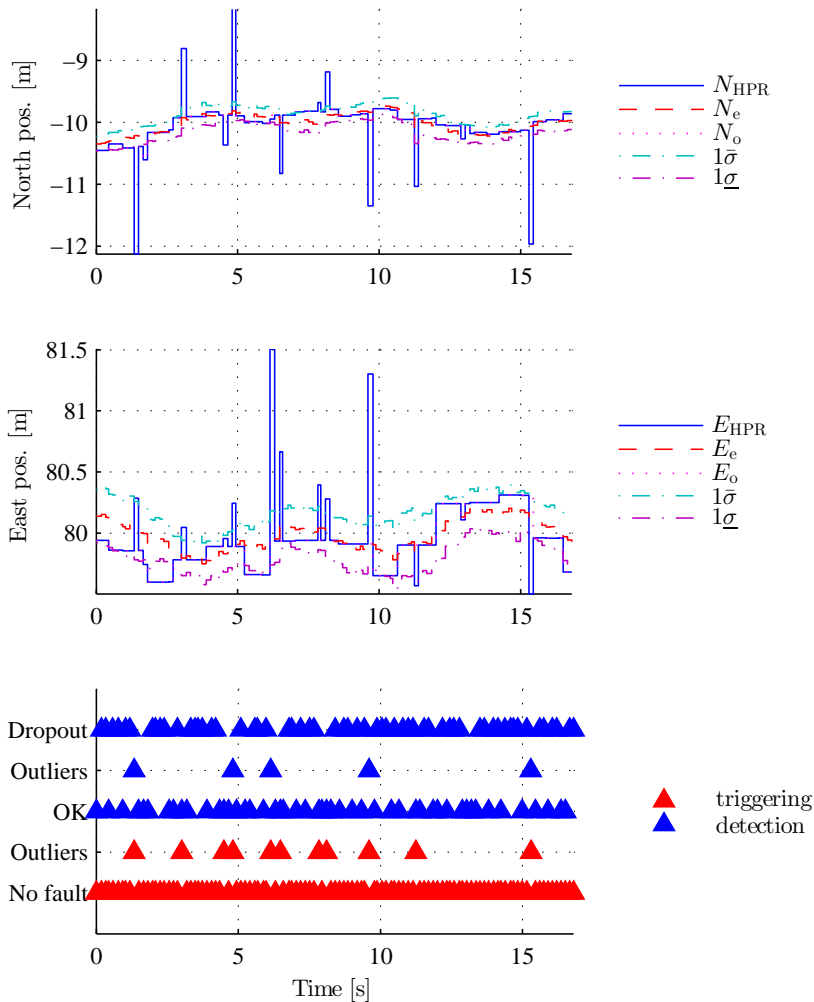 North pos. [m]
−9
−10
−11
−12
0
5
10
15
N_HPR
N_e
N_o
1σ̄
1σ̲
East pos. [m]
81.5
81
80.5
80
0
5
10
15
E_HPR
E_e
E_o
1σ̄
1σ̲
Dropout
Outliers
OK
Outliers
No fault
0
5
10
15
Time [s]
triggering
detection